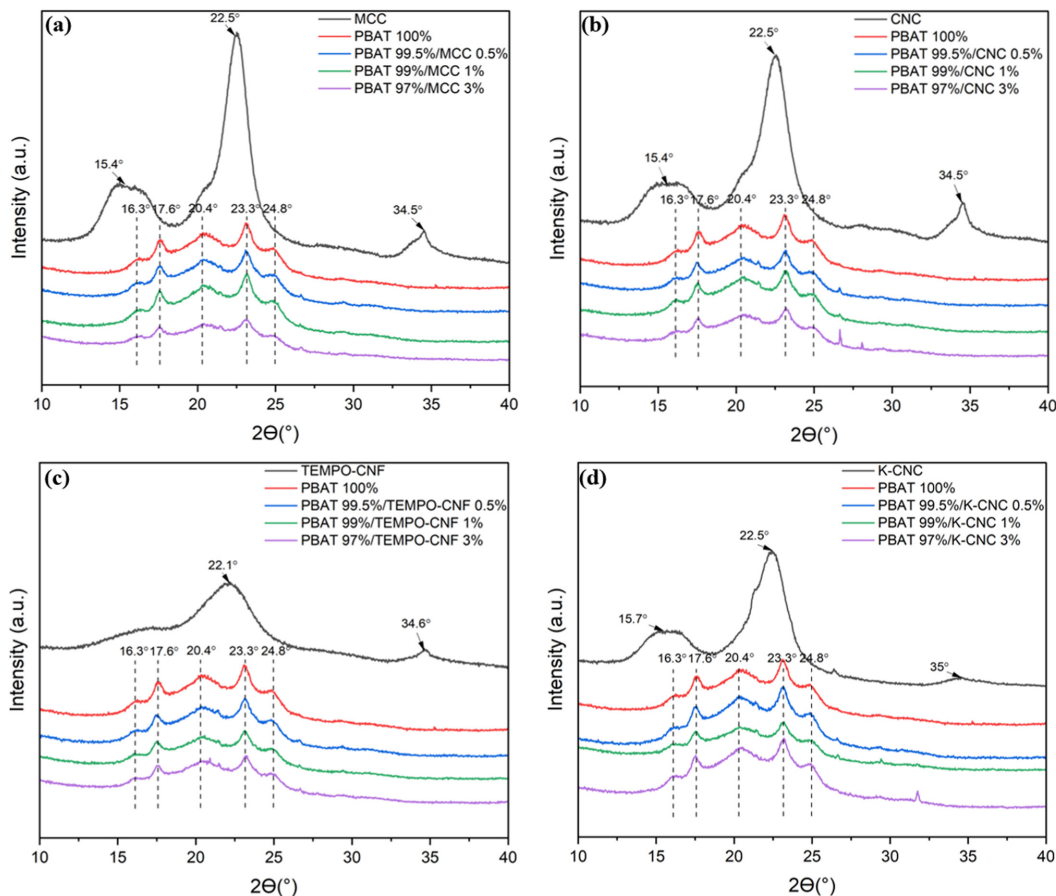 (a)
MCC
PBAT 100%
PBAT 99.5%/MCC 0.5%
PBAT 99%/MCC 1%
PBAT 97%/MCC 3%
22.5°
15.4°
34.5°
16.3° 17.6° 20.4° 23.3° 24.8°
Intensity (a.u.)
10 15 20 25 30 35 40
2Θ(°)
(b)
CNC
PBAT 100%
PBAT 99.5%/CNC 0.5%
PBAT 99%/CNC 1%
PBAT 97%/CNC 3%
22.5°
15.4°
34.5°
16.3° 17.6° 20.4° 23.3° 24.8°
Intensity (a.u.)
10 15 20 25 30 35 40
2Θ(°)
(c)
TEMPO-CNF
PBAT 100%
PBAT 99.5%/TEMPO-CNF 0.5%
PBAT 99%/TEMPO-CNF 1%
PBAT 97%/TEMPO-CNF 3%
22.1°
34.6°
16.3° 17.6° 20.4° 23.3° 24.8°
Intensity (a.u.)
10 15 20 25 30 35 40
2Θ(°)
(d)
K-CNC
PBAT 100%
PBAT 99.5%/K-CNC 0.5%
PBAT 99%/K-CNC 1%
PBAT 97%/K-CNC 3%
22.5°
15.7°
35°
16.3° 17.6° 20.4° 23.3° 24.8°
Intensity (a.u.)
10 15 20 25 30 35 40
2Θ(°)